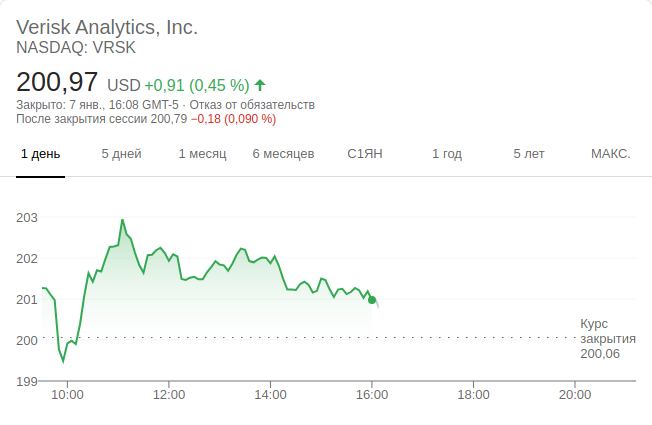 Verisk Analytics, Inc.
NASDAQ: VRSK
200,97 USD +0,91 (0,45 %)
Закрыто: 7 янв., 16:08 GMT-5 · Отказ от обязательств
После закрытия сессии 200,79 −0,18 (0,090 %)
1 день 5 дней 1 месяц 6 месяцев С1ЯН 1 год 5 лет МАКС.
203
202
201
200
199
Курс
закрытия
200,06
10:00 12:00 14:00 16:00 18:00 20:00